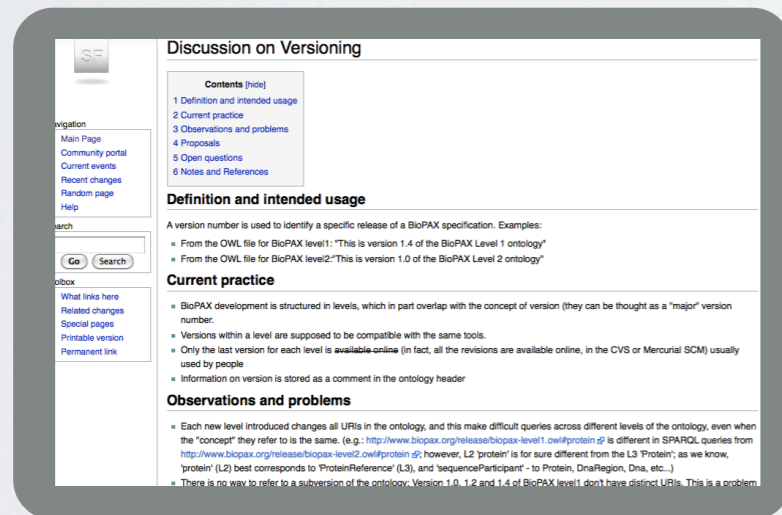 SF
Discussion on Versioning
Contents [hide]
1 Definition and intended usage
2 Current practice
3 Observations and problems
4 Proposals
5 Open questions
6 Notes and References
avigation
Main Page
Community portal
Current events
Recent changes
Random page
Help
earch
Go Search
olbox
What links here
Related changes
Special pages
Printable version
Permanent link
Definition and intended usage
A version number is used to identify a specific release of a BioPAX specification. Examples:
From the OWL file for BioPAX level1: "This is version 1.4 of the BioPAX Level 1 ontology"
From the OWL file for BioPAX level2:"This is version 1.0 of the BioPAX Level 2 ontology"
Current practice
BioPAX development is structured in levels, which in part overlap with the concept of version (they can be thought as a "major" version
number.
Versions within a level are supposed to be compatible with the same tools.
Only the last version for each level is available online (in fact, all the revisions are available online, in the CVS or Mercurial SCM) usually
used by people
Information on version is stored as a comment in the ontology header
Observations and problems
Each new level introduced changes all URIs in the ontology, and this make difficult queries across different levels of the ontology, even when
the "concept" they refer to is the same. (e.g.: http://www.biopax.org/release/biopax-level1.owl#protein is different in SPARQL queries from
http://www.biopax.org/release/biopax-level2.owl#protein; however, L2 'protein' is for sure different from the L3 'Protein'; as we know,
'protein' (L2) best corresponds to 'ProteinReference' (L3), and 'sequenceParticipant' - to Protein, DnaRegion, Dna, etc...)
There is no way to refer to a subversion of the ontology: Version 1.0, 1.2 and 1.4 of BioPAX level1 don't have distinct URIs. This is a problem